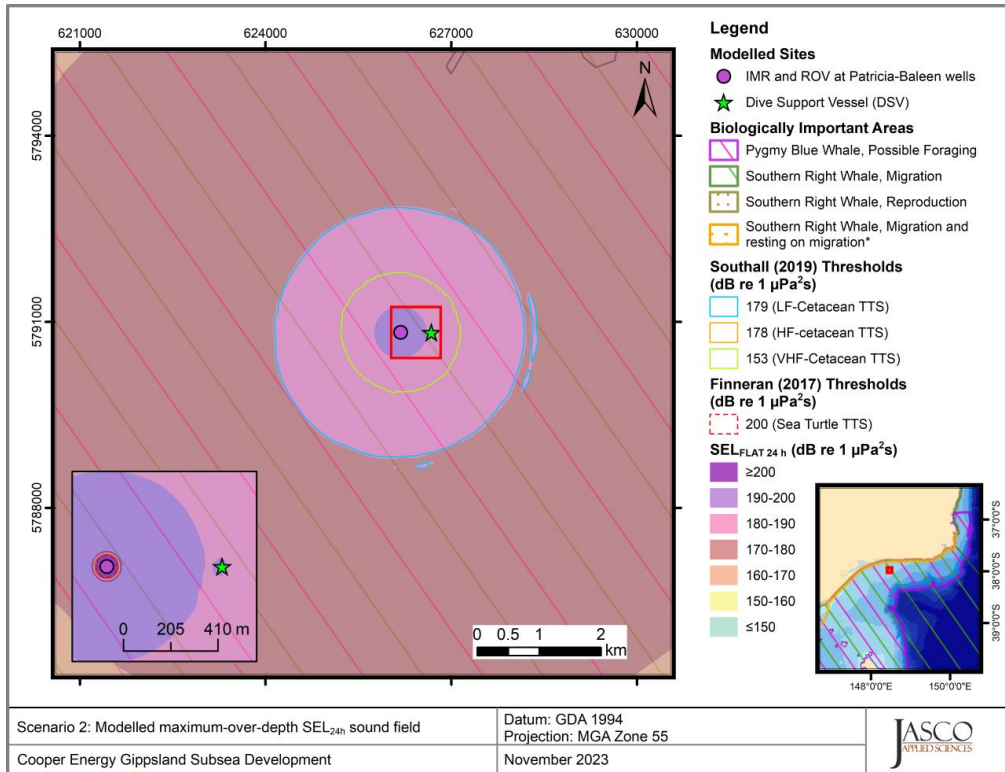 621000 624000 627000 630000
5794000
5791000
5788000
N
0 205 410 m
0 0.5 1 2
km
Legend
Modelled Sites
IMR and ROV at Patricia-Baleen wells
Dive Support Vessel (DSV)
Biologically Important Areas
Pygmy Blue Whale, Possible Foraging
Southern Right Whale, Migration
Southern Right Whale, Reproduction
Southern Right Whale, Migration and
resting on migration*
Southall (2019) Thresholds
(dB re 1 µPa²s)
179 (LF-Cetacean TTS)
178 (HF-cetacean TTS)
153 (VHF-Cetacean TTS)
Finneran (2017) Thresholds
(dB re 1 µPa²s)
200 (Sea Turtle TTS)
SELFLAT 24 h (dB re 1 µPa²s)
≥200
190-200
180-190
170-180
160-170
150-160
≤150
37°0'0"S
38°0'0"S
39°0'0"S
148°0'0"E 150°0'0"E
Scenario 2: Modelled maximum-over-depth SEL24h sound field
Datum: GDA 1994
Projection: MGA Zone 55
Cooper Energy Gippsland Subsea Development
November 2023
JASCO
APPLIED SCIENCES